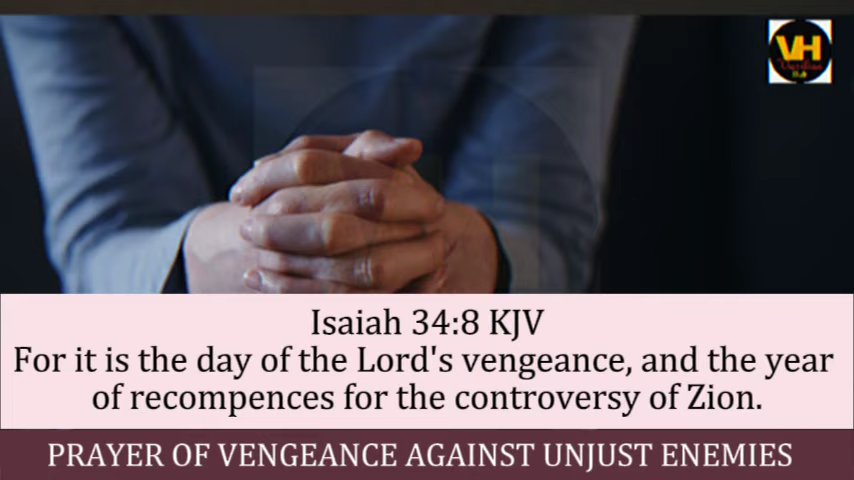 VH
Isaiah 34:8 KJV
For it is the day of the Lord's vengeance, and the year
of recompences for the controversy of Zion.
PRAYER OF VENGEANCE AGAINST UNJUST ENEMIES